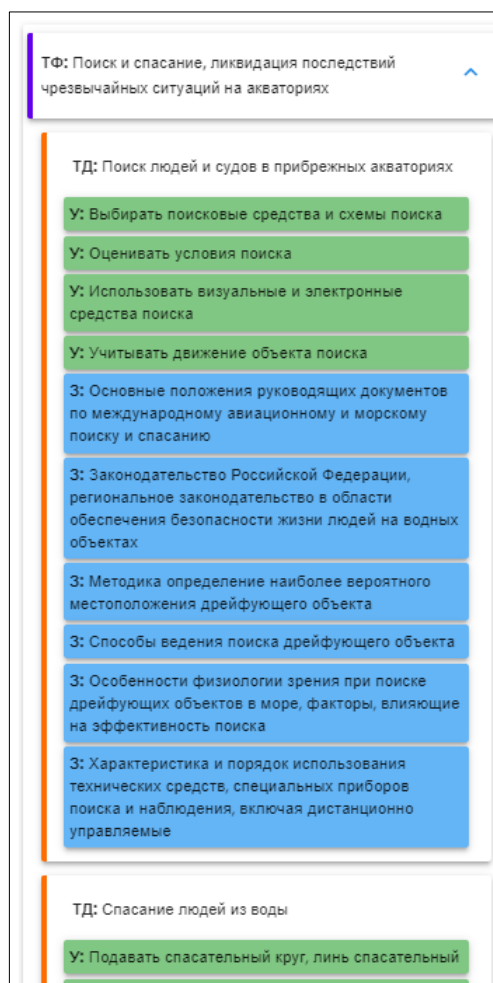 ТФ: Поиск и спасание, ликвидация последствий
чрезвычайных ситуаций на акваториях
ТД: Поиск людей и судов в прибрежных акваториях
У: Выбирать поисковые средства и схемы поиска
У: Оценивать условия поиска
У: Использовать визуальные и электронные
средства поиска
У: Учитывать движение объекта поиска
З: Основные положения руководящих документов
по международному авиационному и морскому
поиску и спасанию
З: Законодательство Российской Федерации,
региональное законодательство в области
обеспечения безопасности жизни людей на водных
объектах
З: Методика определение наиболее вероятного
местоположения дрейфующего объекта
З: Способы ведения поиска дрейфующего объекта
З: Особенности физиологии зрения при поиске
дрейфующих объектов в море, факторы, влияющие
на эффективность поиска
З: Характеристика и порядок использования
технических средств, специальных приборов
поиска и наблюдения, включая дистанционно
управляемые
ТД: Спасание людей из воды
У: Подавать спасательный круг, линь спасательный